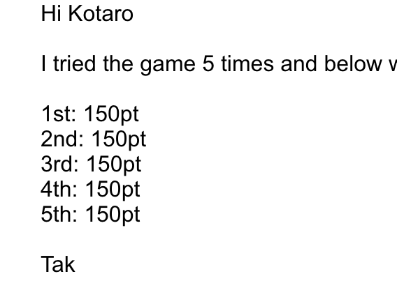 Hi Kotaro
I tried the game 5 times and below
1st: 150pt
2nd: 150pt
3rd: 150pt
4th: 150pt
5th: 150pt
Tak